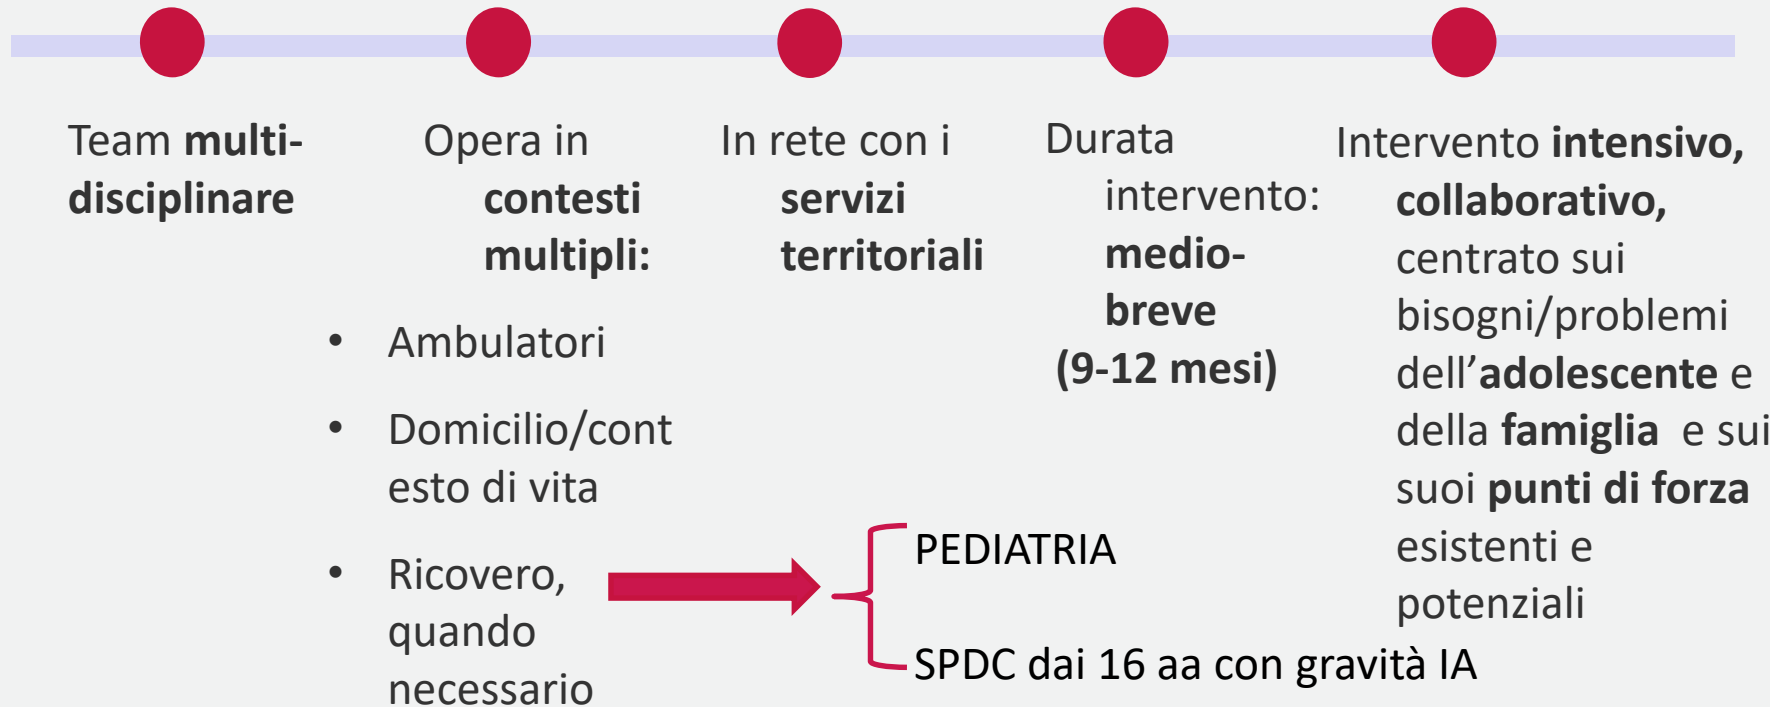 Team multi-
disciplinare
Opera in
contesti
multipli:
• Ambulatori
• Domicilio/cont
esto di vita
• Ricovero,
quando
necessario
PEDIATRIA
SPDC dai 16 aa con gravità IA
In rete con i
servizi
territoriali
Durata
intervento:
medio-
breve
(9-12 mesi)
Intervento intensivo,
collaborativo,
centrato sui
bisogni/problemi
dell’adolescente e
della famiglia e sui
suoi punti di forza
esistenti e
potenziali